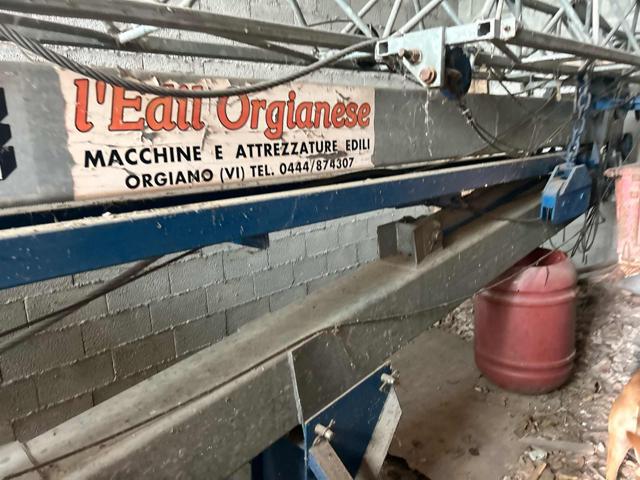 l'Edil Orgianese
MACCHINE E ATTREZZATURE EDILI
ORGIANO (VI) TEL. 0444/874307